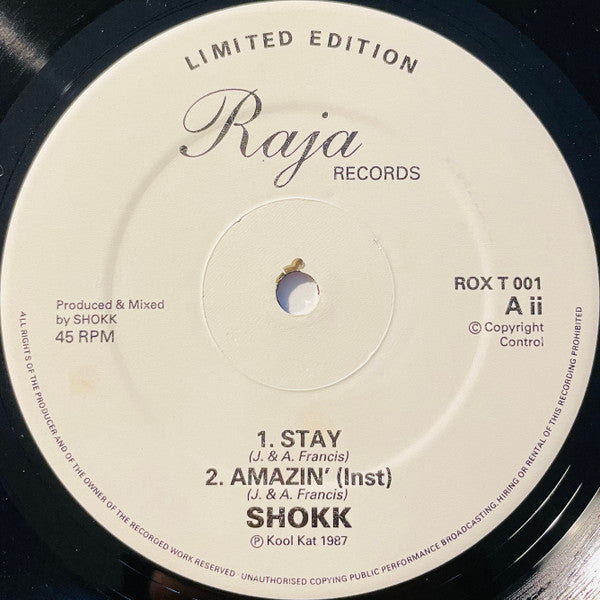 LIMITED EDITION
Raja
RECORDS
Produced & Mixed
by SHOKK
45 RPM
ROX T 001
A ii
© Copyright
Control
1. STAY
(J. & A. Francis)
2. AMAZIN' (Inst)
(J. & A. Francis)
SHOKK
℗ Kool Kat 1987
ALL RIGHTS OF THE PRODUCER AND OF THE OWNER OF THE RECORDED WORK RESERVED · UNAUTHORISED COPYING PUBLIC PERFORMANCE BROADCASTING, HIRING OR RENTAL OF THIS RECORDING PROHIBITED